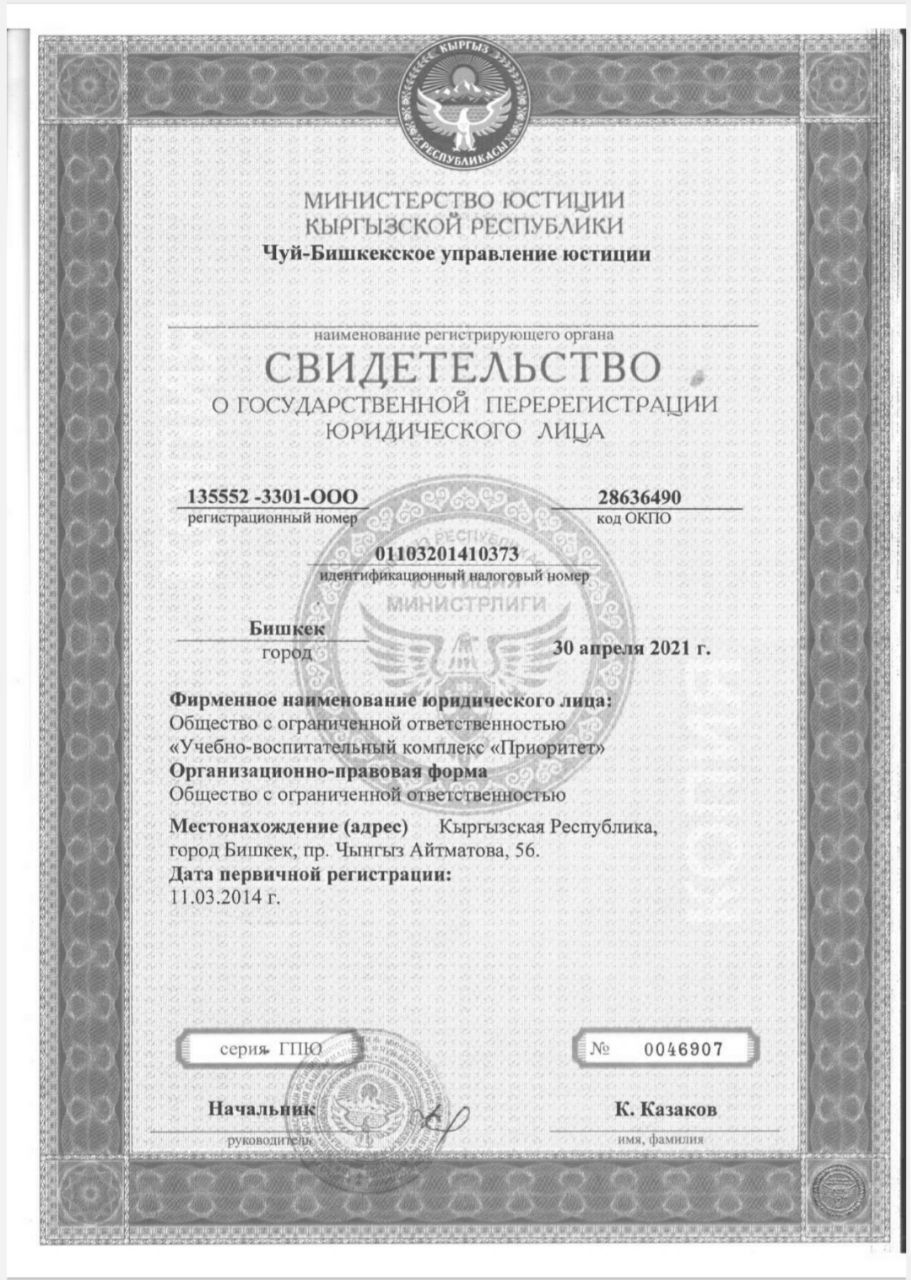 КЫРГЫЗ
РЕСПУБЛИКАСЫ
МИНИСТЕРСТВО ЮСТИЦИИ
КЫРГЫЗСКОЙ РЕСПУБЛИКИ
Чуй-Бишкекское управление юстиции
наименование регистрирующего органа
СВИДЕТЕЛЬСТВО
О ГОСУДАРСТВЕННОЙ ПЕРЕРЕГИСТРАЦИИ
ЮРИДИЧЕСКОГО ЛИЦА
135552 -3301-ООО
регистрационный номер
28636490
код ОКПО
01103201410373
идентификационный налоговый номер
ЮСТИЦИЯ
МИНИСТРЛИГИ
Бишкек
город
30 апреля 2021 г.
Фирменное наименование юридического лица:
Общество с ограниченной ответственностью
«Учебно-воспитательный комплекс «Приоритет»
Организационно-правовая форма
Общество с ограниченной ответственностью
Местонахождение (адрес) Кыргызская Республика,
город Бишкек, пр. Чынгыз Айтматова, 56.
Дата первичной регистрации:
11.03.2014 г.
КОПИЯ
серия ГПЮ
№ 0046907
Начальник
руководитель
К. Казаков
имя, фамилия